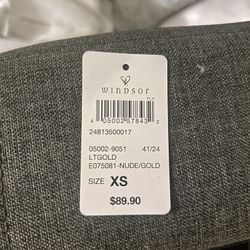 WINDSOR
4 05002 57843 2
24813500017
05002-9051 41/24
LTGOLD
E075081-NUDE/GOLD
SIZE: XS
$89.90